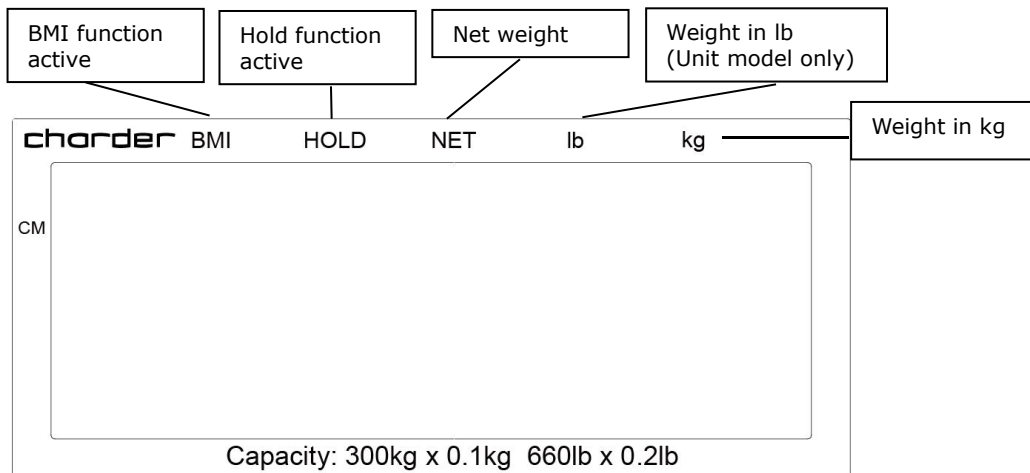 BMI function
active
Hold function
active
Net weight
Weight in lb
(Unit model only)
Weight in kg
charder BMI HOLD NET lb kg
CM
Capacity: 300kg x 0.1kg 660lb x 0.2lb